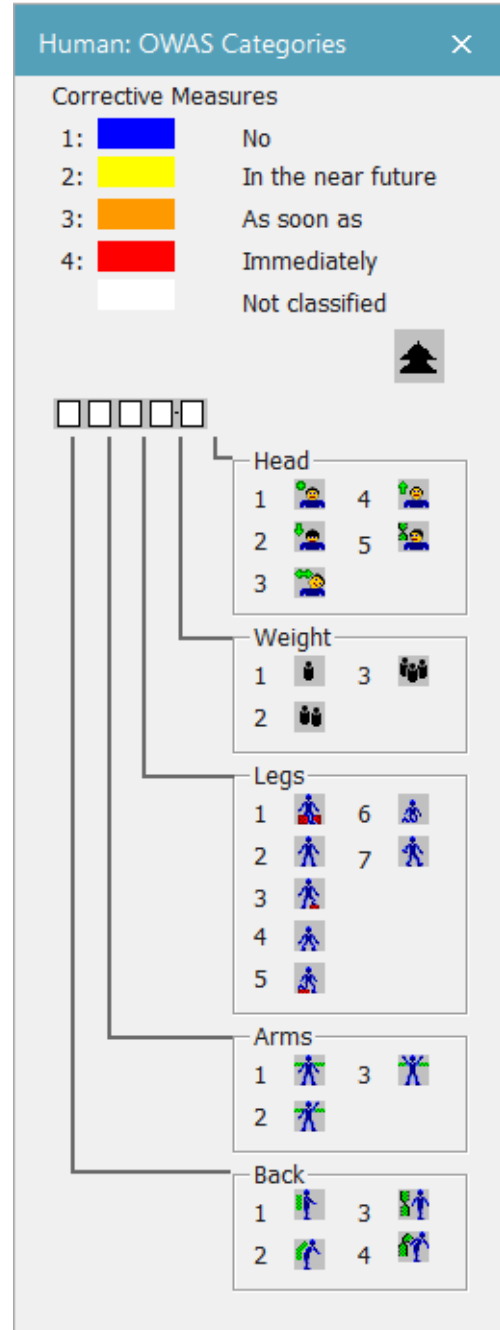 Human: OWAS Categories
Corrective Measures
1: No
2: In the near future
3: As soon as
4: Immediately
Not classified
Head
1 4
2 5
3
Weight
1 3
2
Legs
1 6
2 7
3
4
5
Arms
1 3
2
Back
1 3
2 4